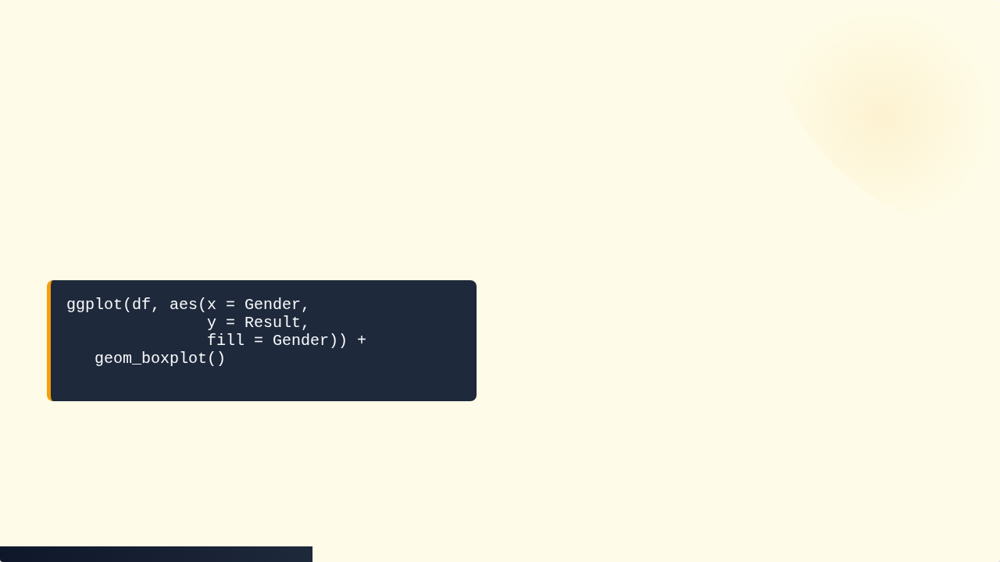 ggplot(df, aes(x = Gender,
               y = Result,
               fill = Gender)) +
   geom_boxplot()